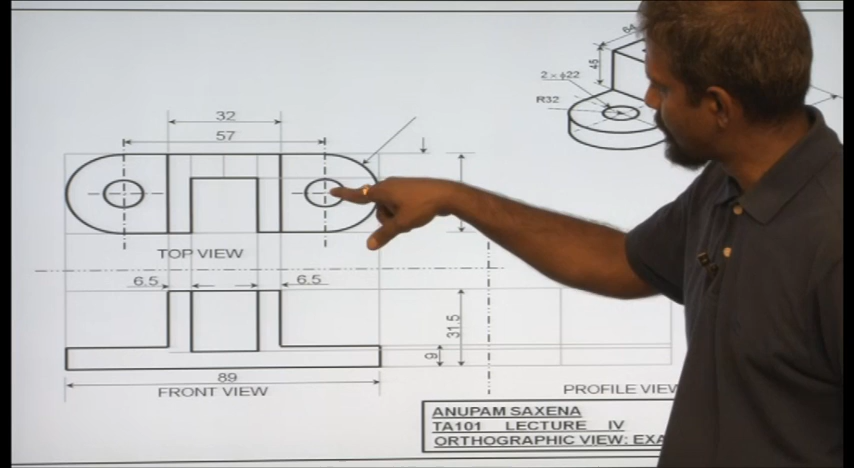 64
45
2×ϕ22
R32
32
57
TOP VIEW
6.5
6.5
31.5
9
89
FRONT VIEW
PROFILE VIEW
ANUPAM SAXENA
TA101 LECTURE IV
ORTHOGRAPHIC VIEW: